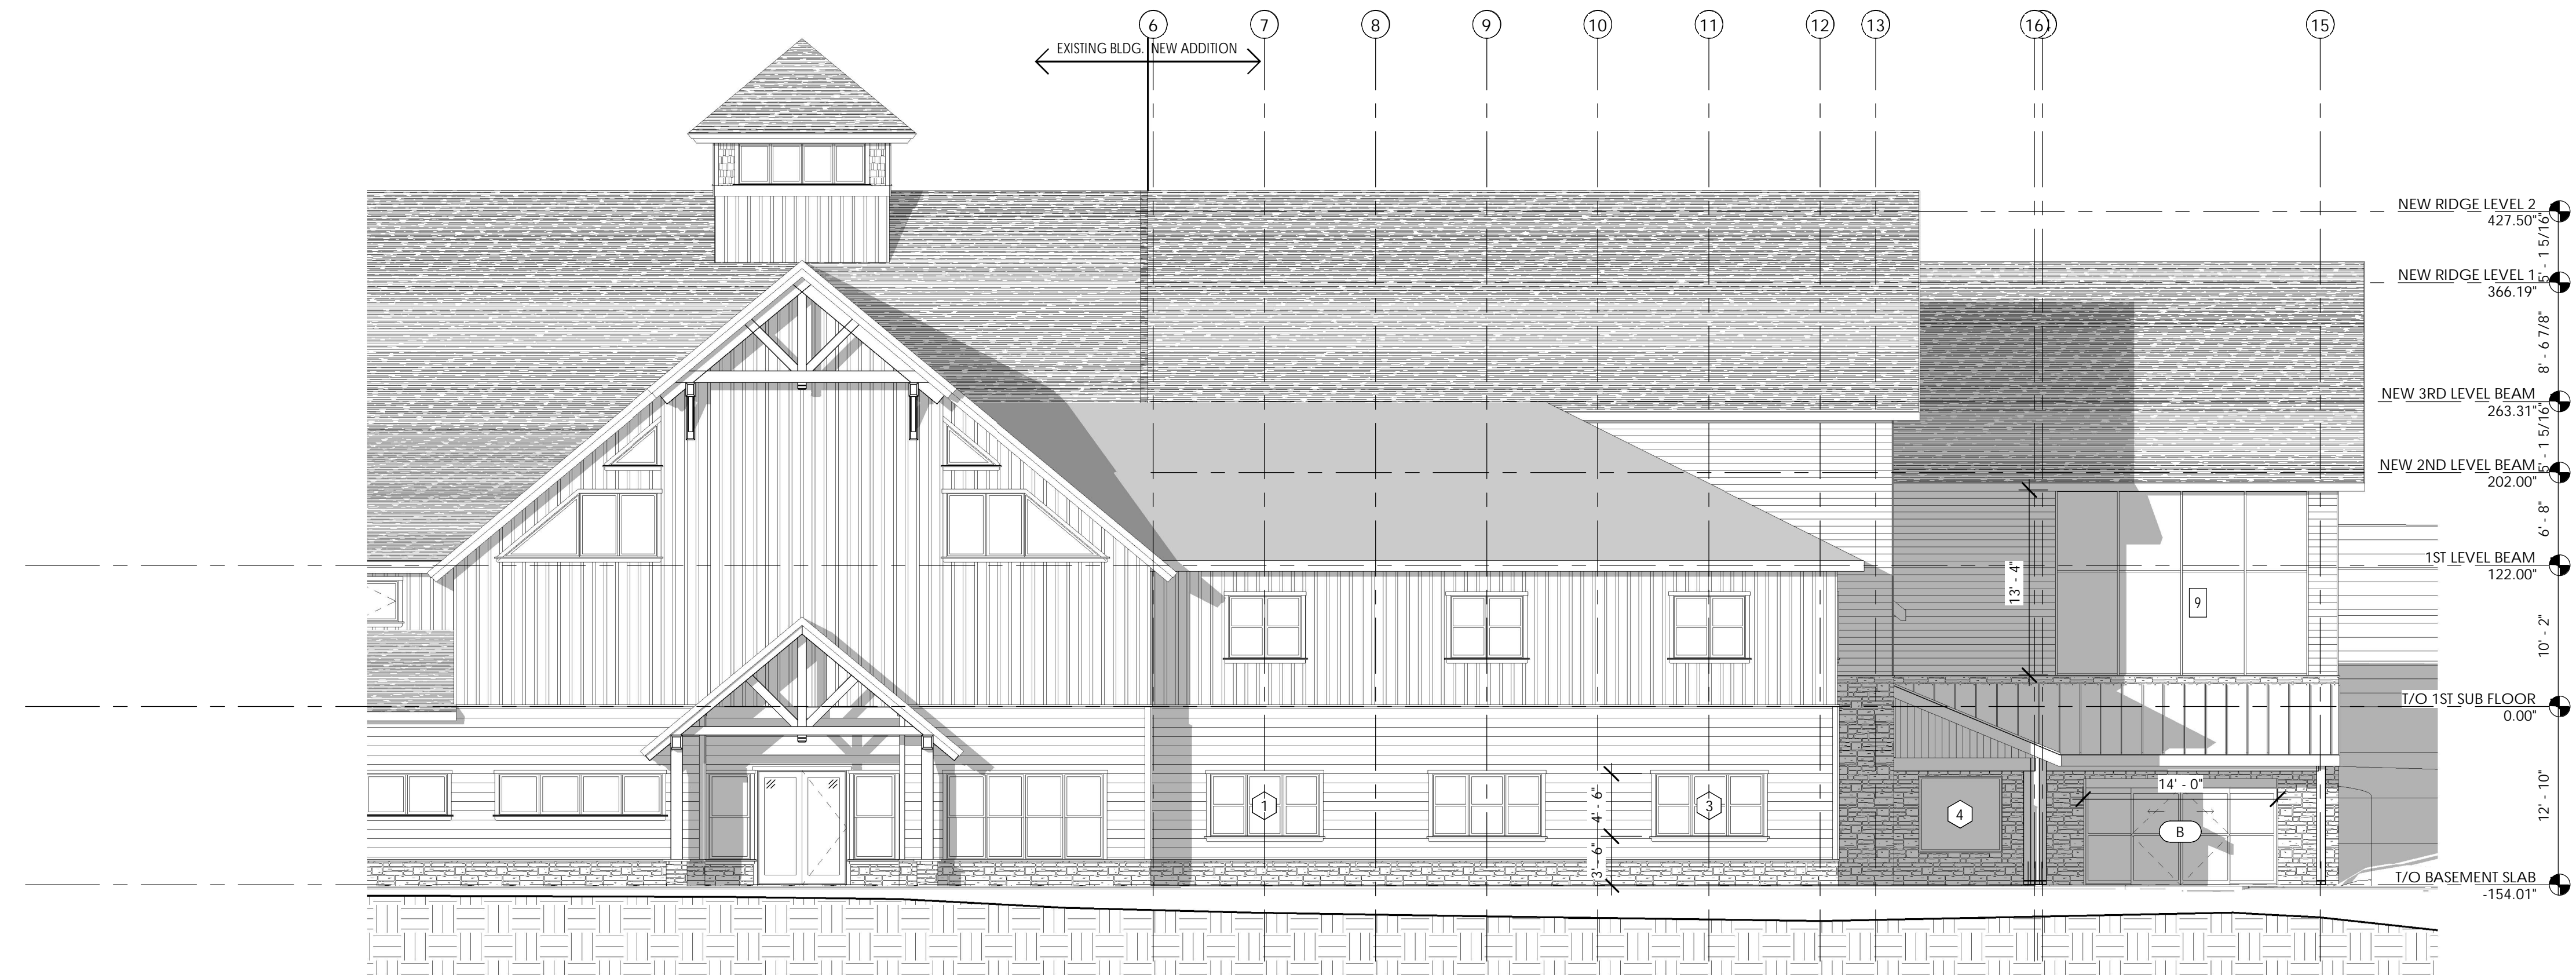 6
7
8
9
10
11
12
13
16
15
EXISTING BLDG. NEW ADDITION
NEW RIDGE LEVEL 2
427.50"
5' - 1 5/16"
NEW RIDGE LEVEL 1
366.19"
8' - 6 7/8"
NEW 3RD LEVEL BEAM
263.31"
5' - 1 5/16"
NEW 2ND LEVEL BEAM
202.00"
6' - 8"
1ST LEVEL BEAM
122.00"
13' - 4"
9
10' - 2"
T/O 1ST SUB FLOOR
0.00"
12' - 10"
14' - 0"
1
4' - 6"
3
4
B
3' - 6"
T/O BASEMENT SLAB
-154.01"